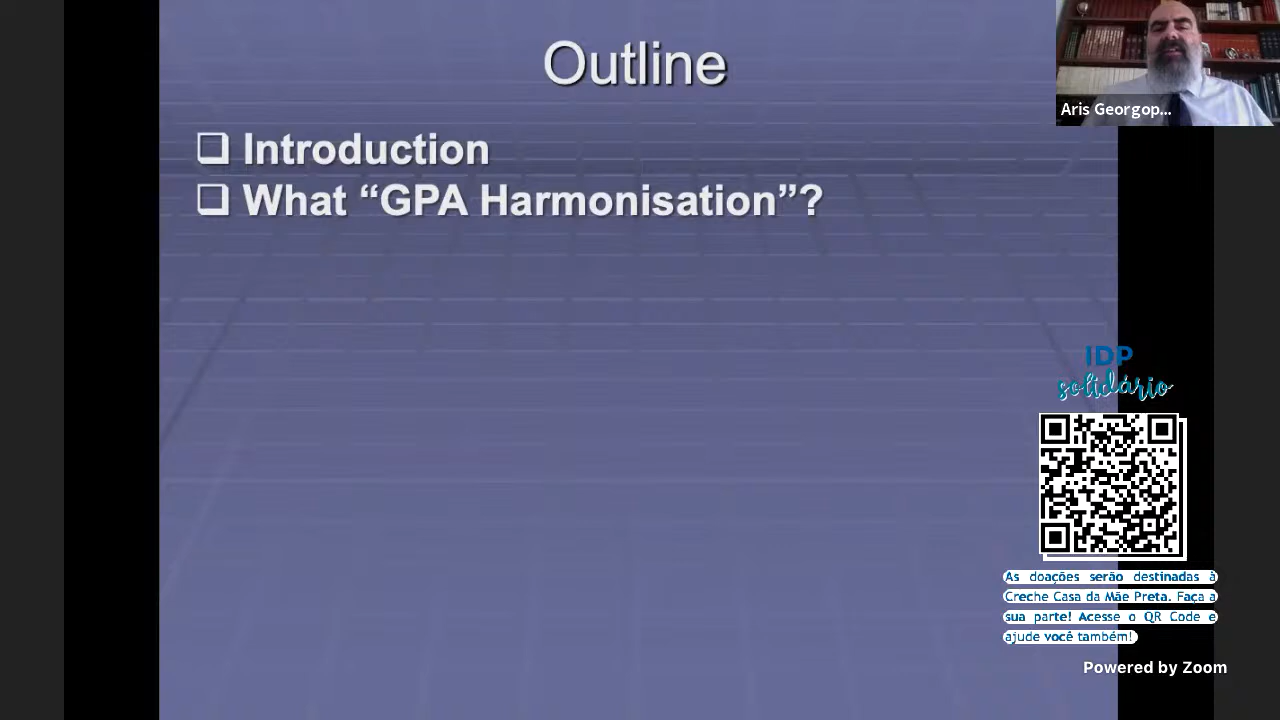 Outline
❑ Introduction
❑ What “GPA Harmonisation”?
Aris Georgop...
IDP
solidário
As doações serão destinadas à
Creche Casa da Mãe Preta. Faça a
sua parte! Acesse o QR Code e
ajude você também!
Powered by Zoom